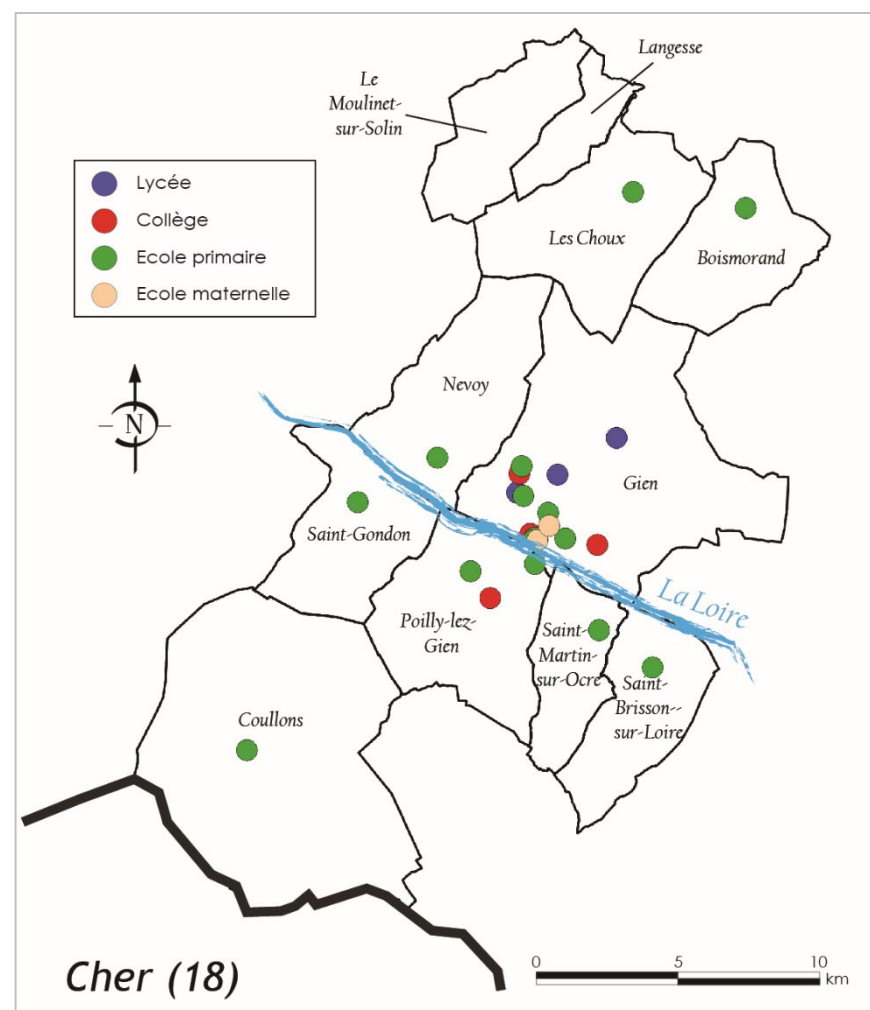 Langesse
Le
Moulinet-
sur-Solin
Lycée
Collège
Ecole primaire
Ecole maternelle
Les Choux
Boismorand
Nevoy
N
Gien
Saint-Gondon
La Loire
Poilly-lez-
Gien
Saint-
Martin-
sur-Ocre
Saint-
Brisson--
sur-Loire
Coullons
Cher (18)
0 5 10
km